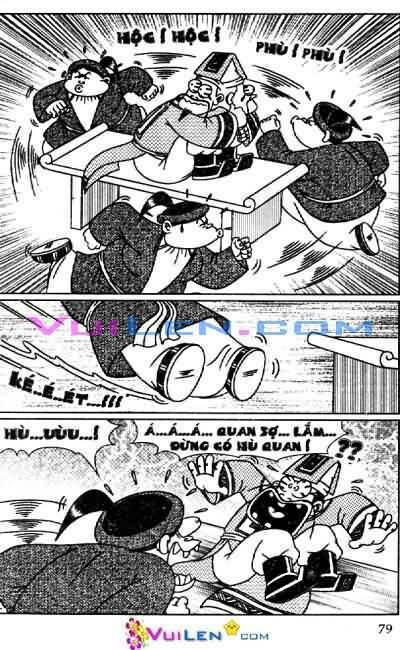 HỘC! HỘC!
PHÙ! PHÙ!
VuiLen.com
KÉ..É..ÉT...!!!
HÙ...ƯÙU...!
Á...Á...Á... QUAN SỢ... LẮM...
ĐỪNG CÓ HÙ QUAN!
??
79
VUILEN.COM